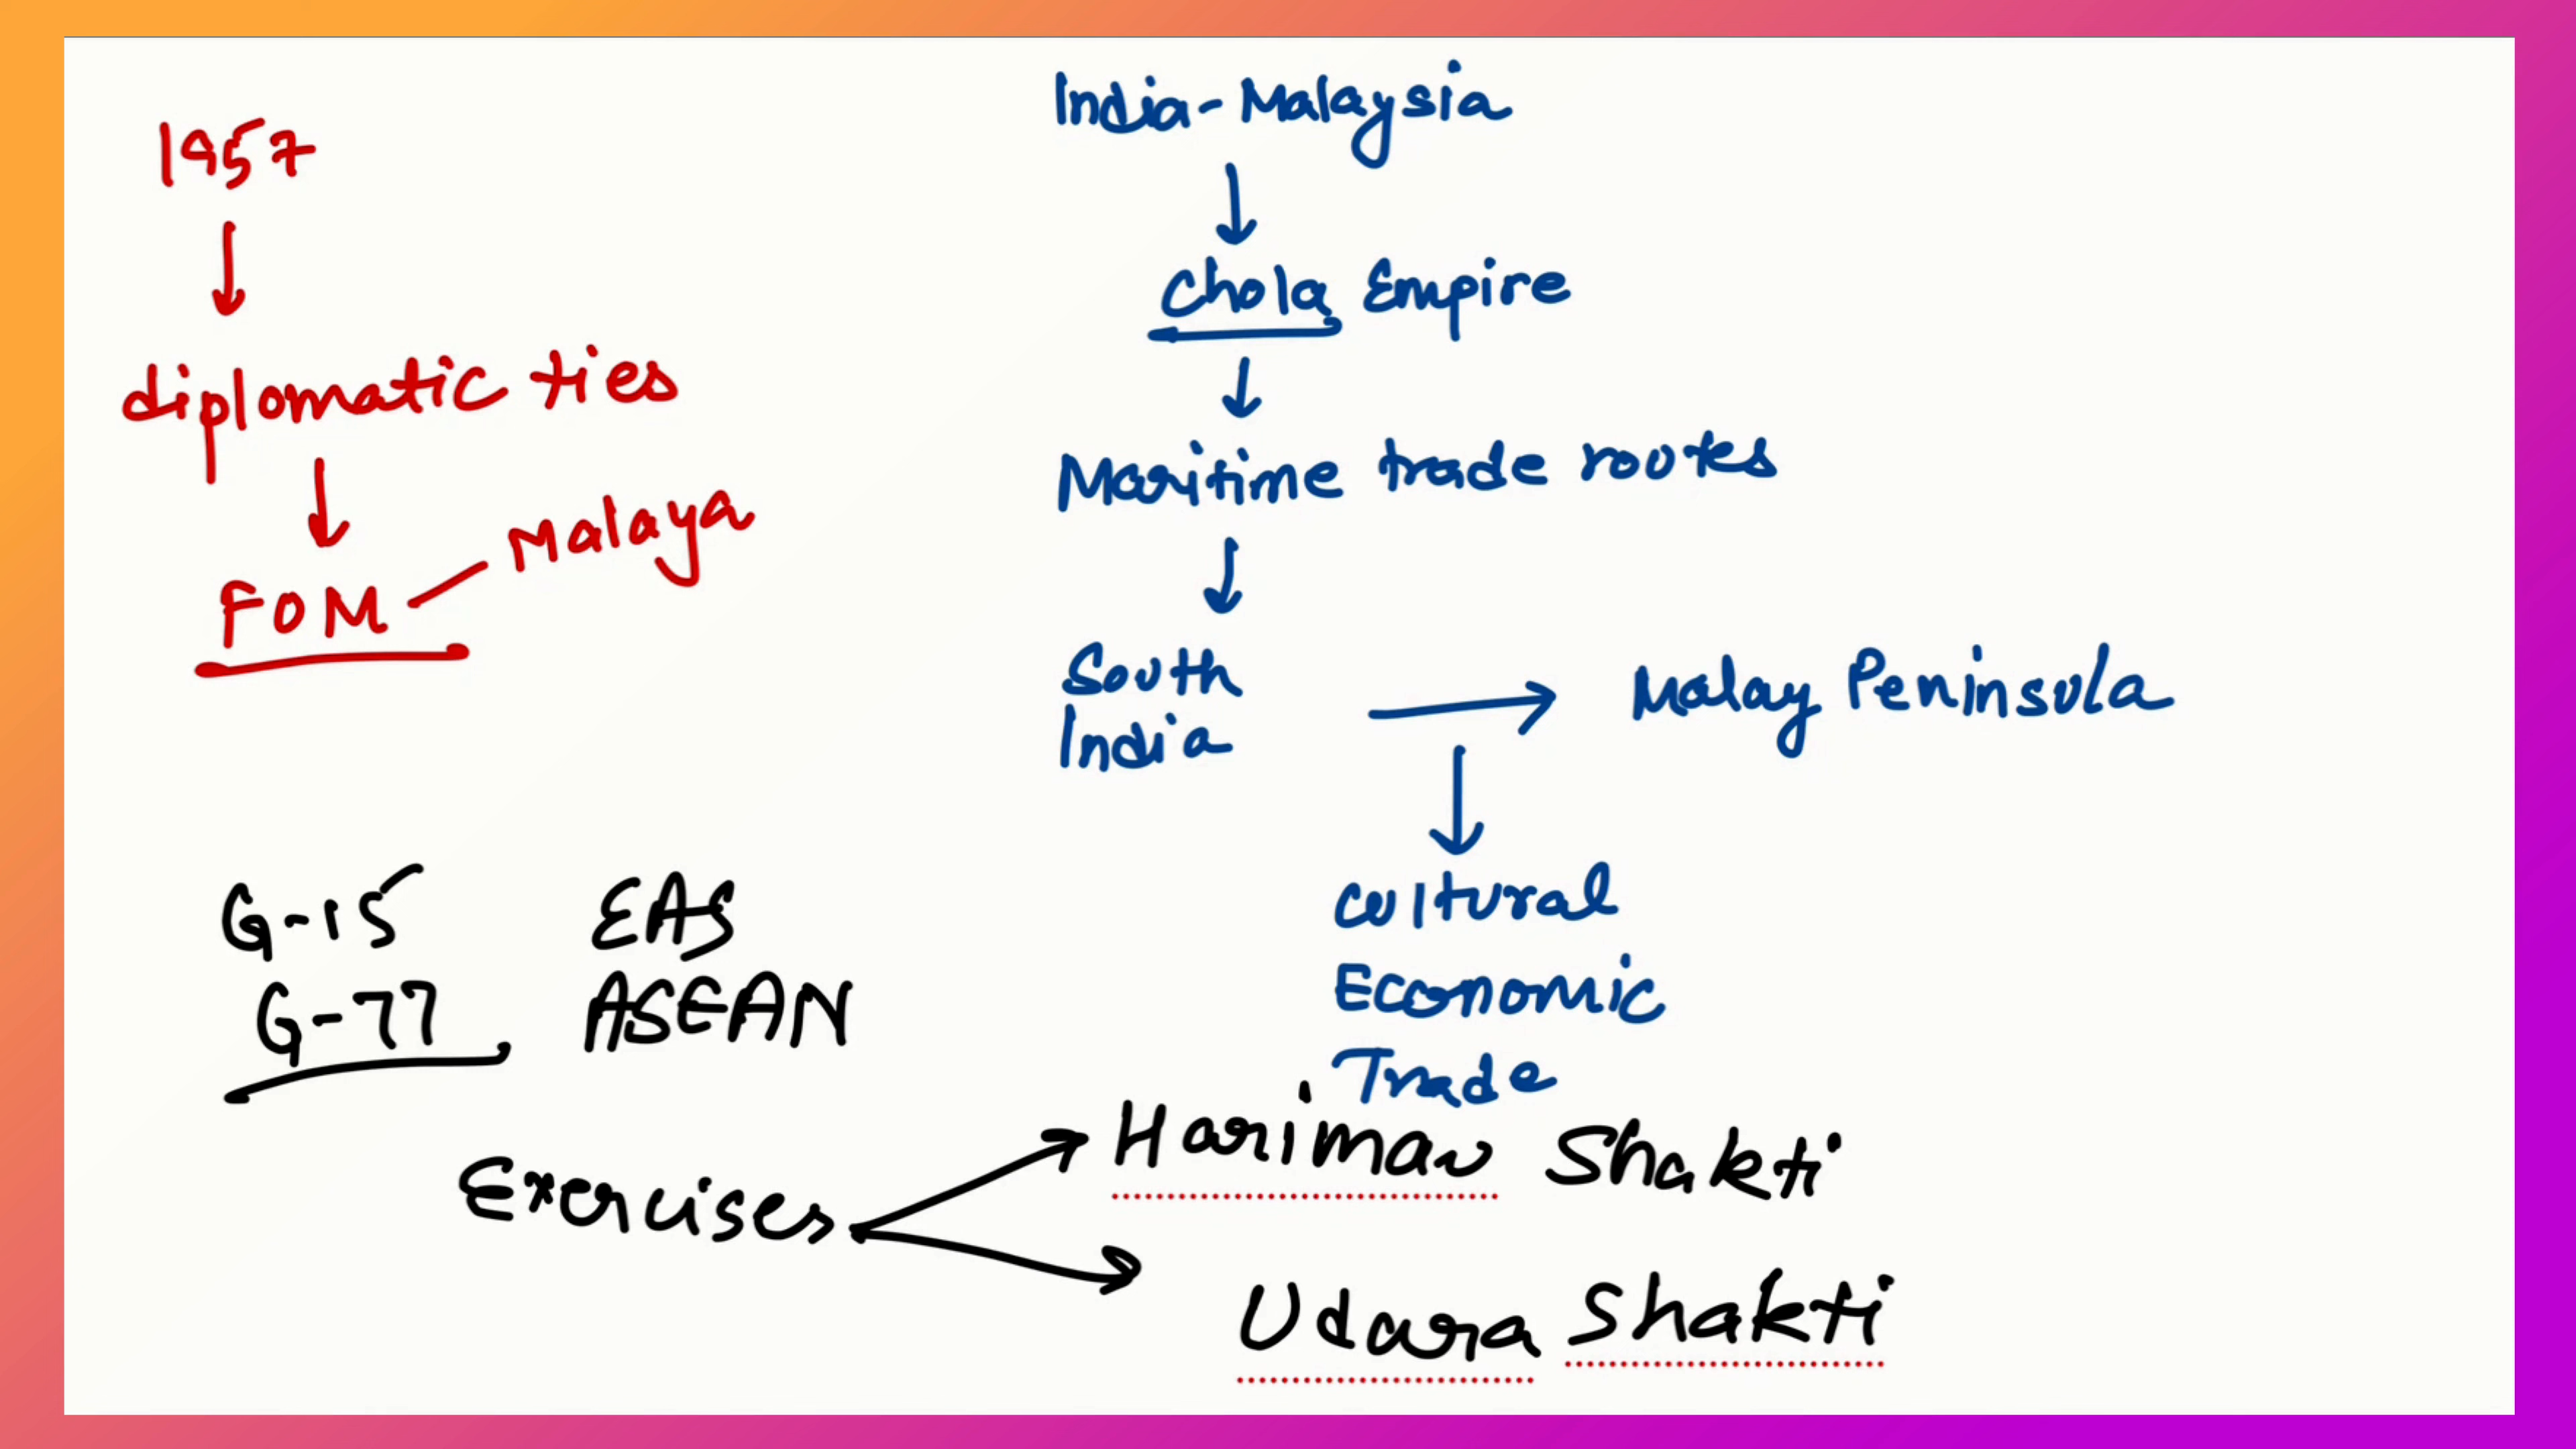 India-Malaysia
1957
Chola Empire
diplomatic ties
Maritime trade routes
Malaya
FOM
South
India
Malay Peninsula
G-15
EAS
Cultural
G-77
ASEAN
Economic
Trade
Exercises
Harimau Shakti
Udara Shakti